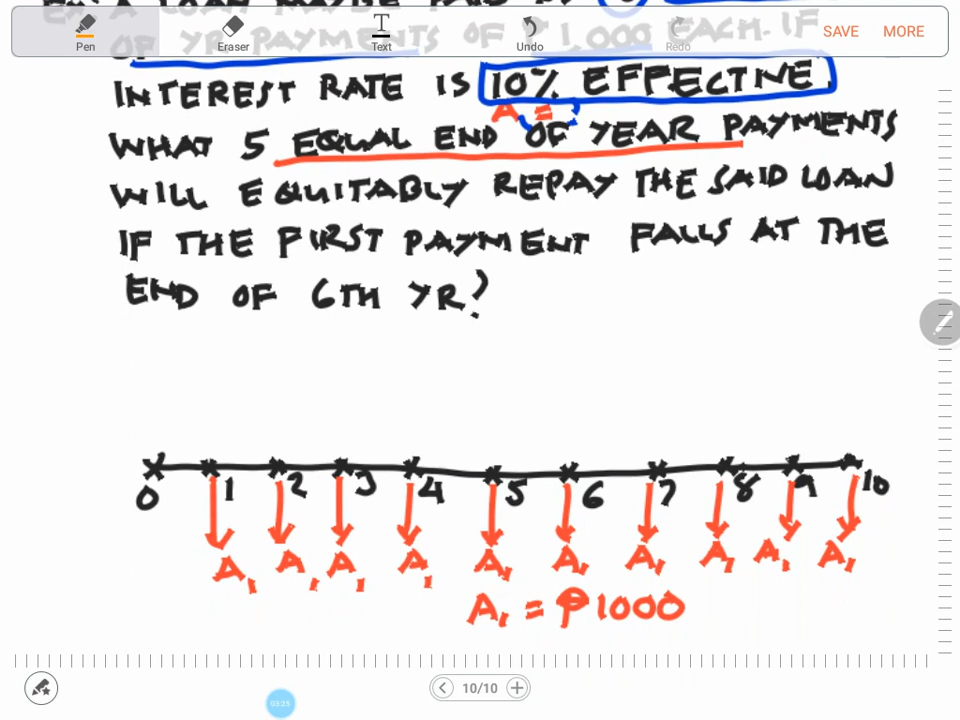 Pen
Eraser
Text
Undo
Redo
SAVE
MORE
OF YR PAYMENTS OF ₱1,000 EACH. IF
INTEREST RATE IS 10% EFFECTIVE
A =
WHAT 5 EQUAL END OF YEAR PAYMENTS
WILL EQUITABLY REPAY THE SAID LOAN
IF THE FIRST PAYMENT FALLS AT THE
END OF 6TH YR?
0 1 2 3 4 5 6 7 8 9 10
A₁ A₁ A₁ A₁ A₁ A₁ A₁ A₁ A₁ A₁
A₁ = ₱1000
10/10
03:25